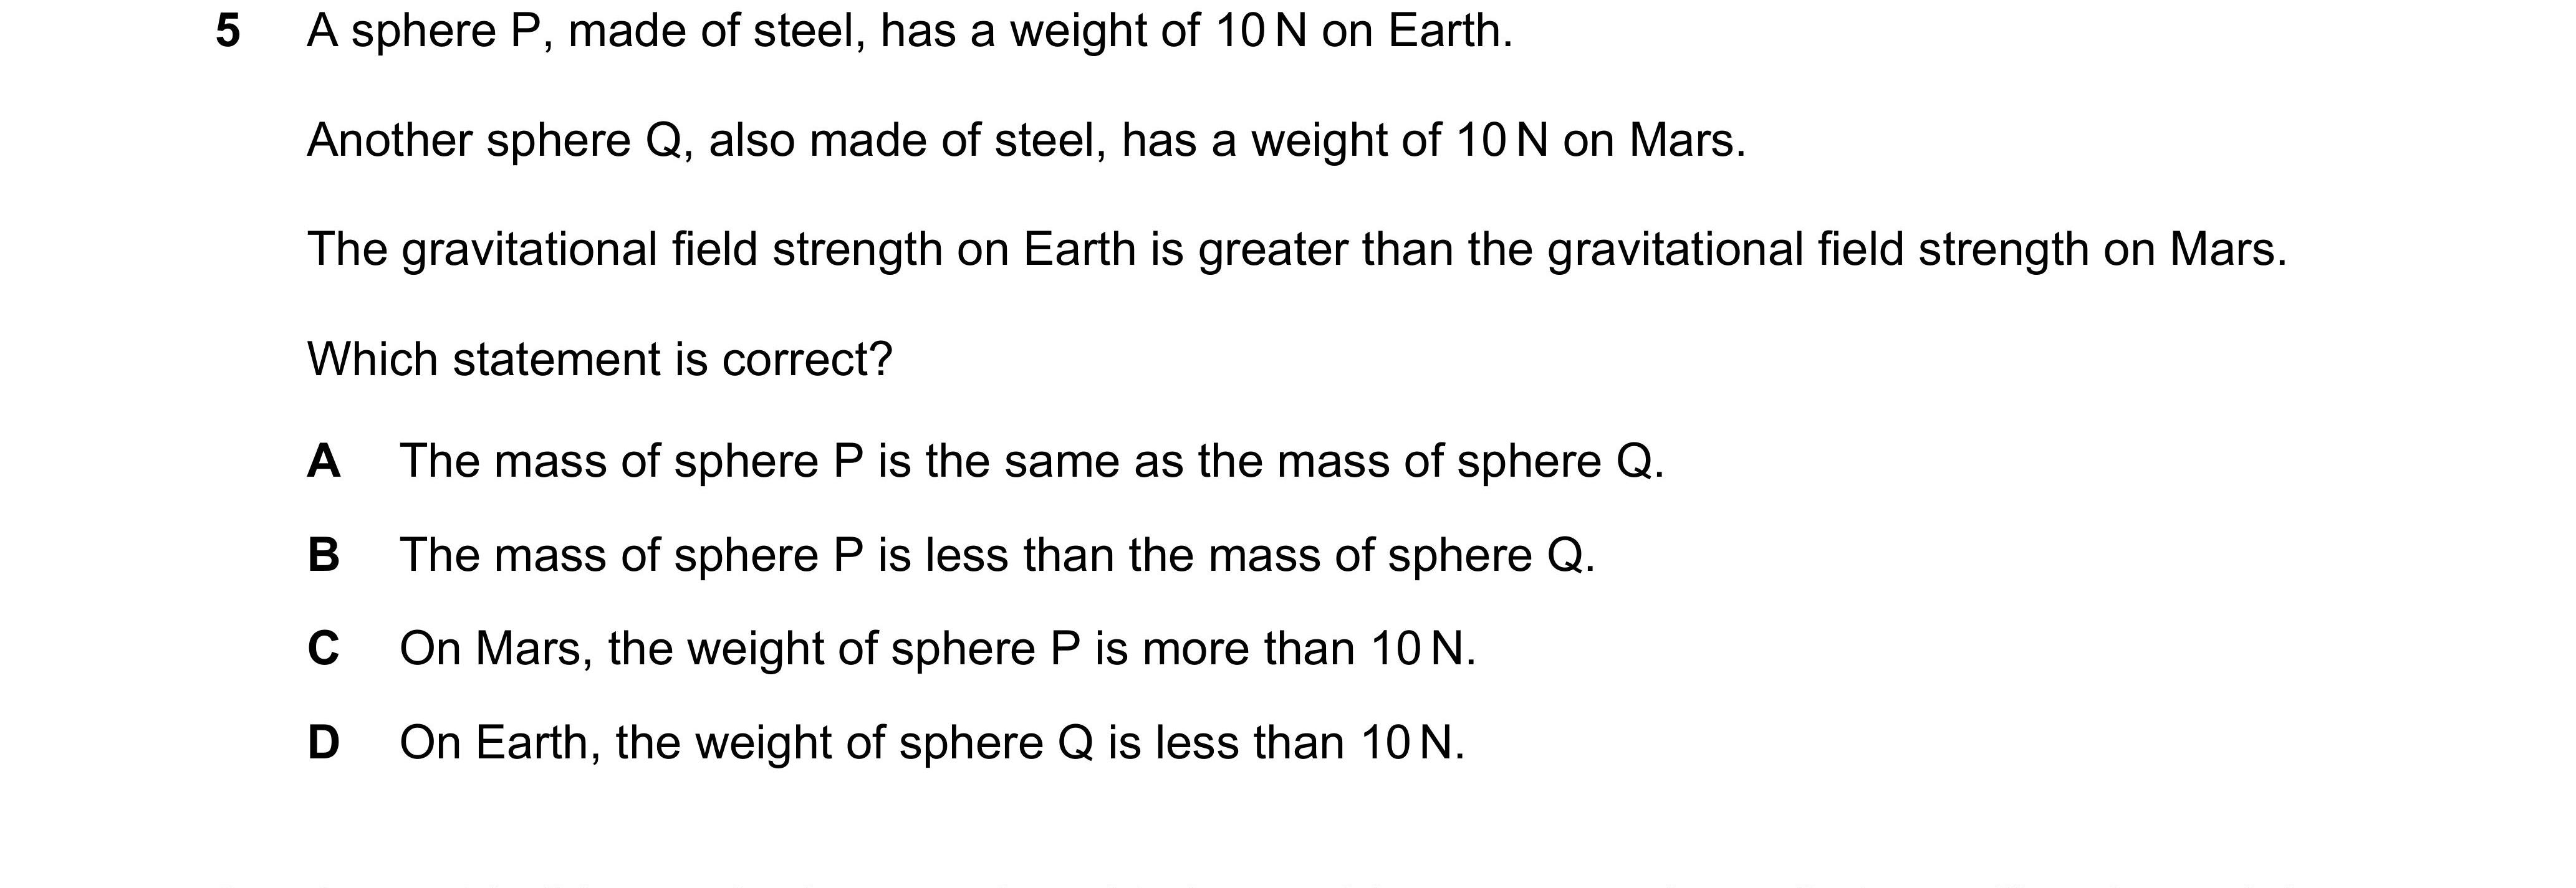 5 A sphere P, made of steel, has a weight of 10 N on Earth.
Another sphere Q, also made of steel, has a weight of 10 N on Mars.
The gravitational field strength on Earth is greater than the gravitational field strength on Mars.
Which statement is correct?
A The mass of sphere P is the same as the mass of sphere Q.
B The mass of sphere P is less than the mass of sphere Q.
C On Mars, the weight of sphere P is more than 10 N.
D On Earth, the weight of sphere Q is less than 10 N.